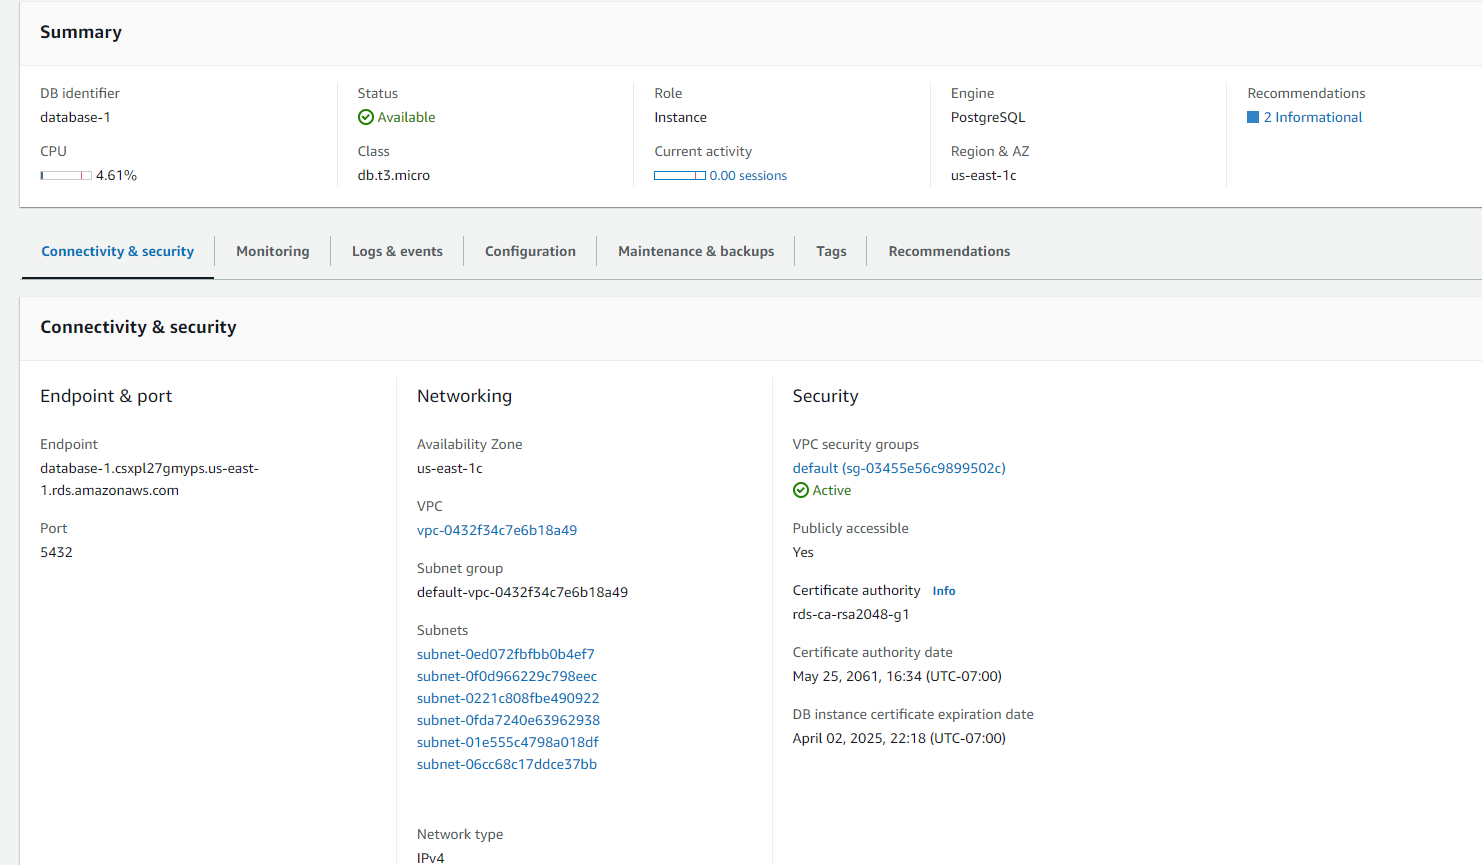 Summary
DB identifier
database-1
CPU
4.61%
Status
Available
Class
db.t3.micro
Role
Instance
Current activity
0.00 sessions
Engine
PostgreSQL
Region & AZ
us-east-1c
Recommendations
2 Informational
Connectivity & security
Monitoring
Logs & events
Configuration
Maintenance & backups
Tags
Recommendations
Connectivity & security
Endpoint & port
Endpoint
database-1.csxpl27gmyps.us-east-
1.rds.amazonaws.com
Port
5432
Networking
Availability Zone
us-east-1c
VPC
vpc-0432f34c7e6b18a49
Subnet group
default-vpc-0432f34c7e6b18a49
Subnets
subnet-0ed072fbfbb0b4ef7
subnet-0f0d966229c798eec
subnet-0221c808fbe490922
subnet-0fda7240e63962938
subnet-01e555c4798a018df
subnet-06cc68c17ddce37bb
Network type
IPv4
Security
VPC security groups
default (sg-03455e56c9899502c)
Active
Publicly accessible
Yes
Certificate authority Info
rds-ca-rsa2048-g1
Certificate authority date
May 25, 2061, 16:34 (UTC-07:00)
DB instance certificate expiration date
April 02, 2025, 22:18 (UTC-07:00)